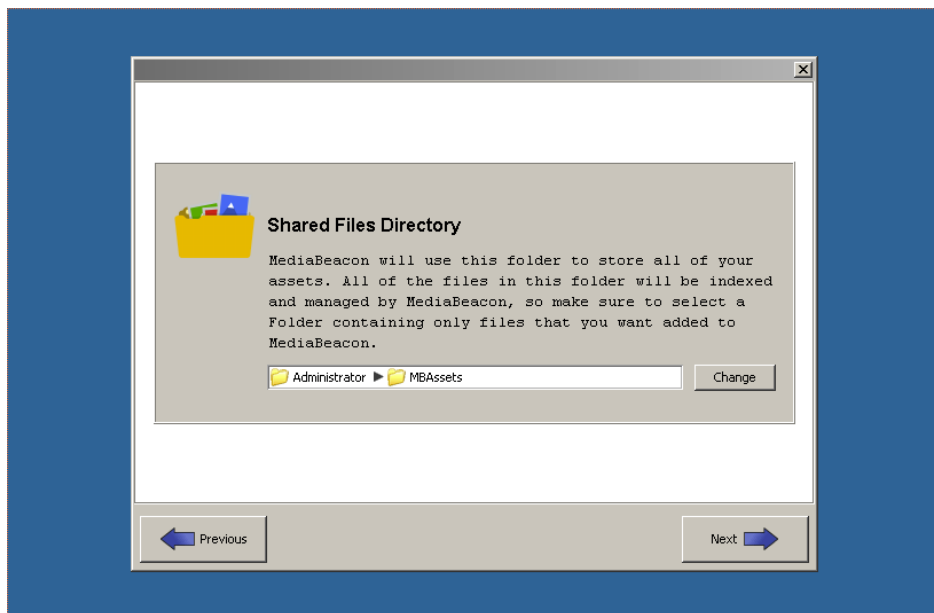 Shared Files Directory
MediaBeacon will use this folder to store all of your
assets. All of the files in this folder will be indexed
and managed by MediaBeacon, so make sure to select a
Folder containing only files that you want added to
MediaBeacon.
Administrator ▶ MBAssets
Change
Previous
Next